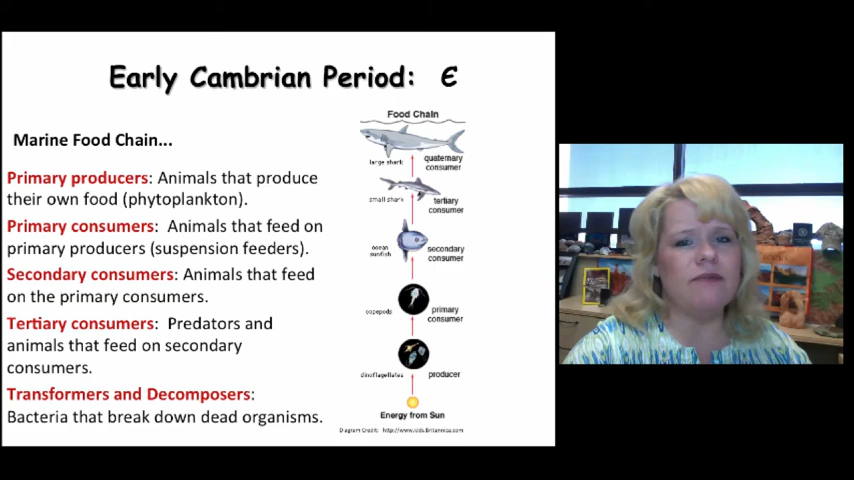 Early Cambrian Period: Є
Marine Food Chain...
Primary producers: Animals that produce
their own food (phytoplankton).
Primary consumers: Animals that feed on
primary producers (suspension feeders).
Secondary consumers: Animals that feed
on the primary consumers.
Tertiary consumers: Predators and
animals that feed on secondary
consumers.
Transformers and Decomposers:
Bacteria that break down dead organisms.
Food Chain
large shark
quaternary
consumer
small shark
tertiary
consumer
ocean
sunfish
secondary
consumer
copepods
primary
consumer
dinoflagellates
producer
Energy from Sun
Diagram Credit: http://www.kids.Britannica.com